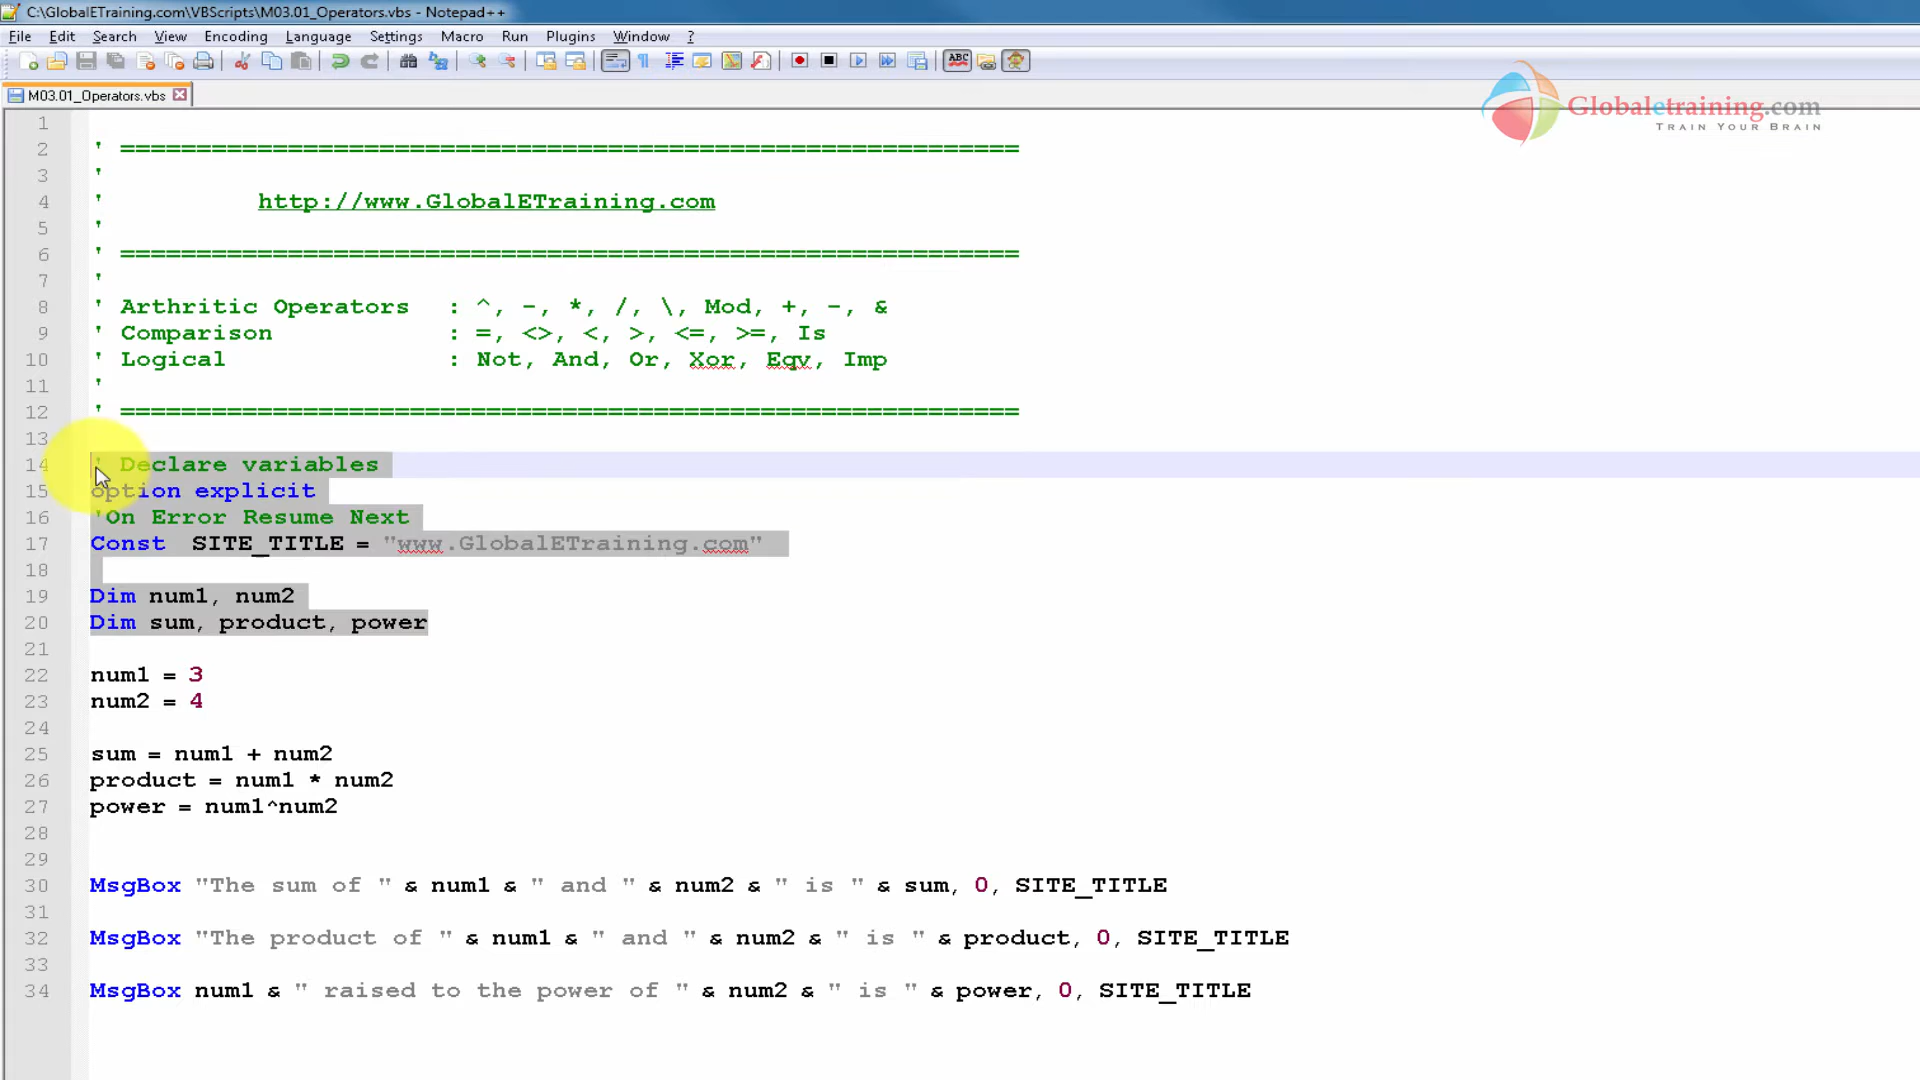 C:\GlobalETraining.com\VBScripts\M03.01_Operators.vbs - Notepad++
File Edit Search View Encoding Language Settings Macro Run Plugins Window ?
ABC
M03.01_Operators.vbs
Globaletraining.com
TRAIN YOUR BRAIN
1
2 ' ===========================================================
3 '
4 ' http://www.GlobalETraining.com
5 '
6 ' ===========================================================
7 '
8 ' Arthritic Operators : ^, -, *, /, \, Mod, +, -, &
9 ' Comparison : =, <>, <, >, <=, >=, Is
10 ' Logical : Not, And, Or, Xor, Eqv, Imp
11 '
12 ' ===========================================================
13
14 ' Declare variables
15 option explicit
16 'On Error Resume Next
17 Const SITE_TITLE = "www.GlobalETraining.com"
18
19 Dim num1, num2
20 Dim sum, product, power
21
22 num1 = 3
23 num2 = 4
24
25 sum = num1 + num2
26 product = num1 * num2
27 power = num1^num2
28
29
30 MsgBox "The sum of " & num1 & " and " & num2 & " is " & sum, 0, SITE_TITLE
31
32 MsgBox "The product of " & num1 & " and " & num2 & " is " & product, 0, SITE_TITLE
33
34 MsgBox num1 & " raised to the power of " & num2 & " is " & power, 0, SITE_TITLE